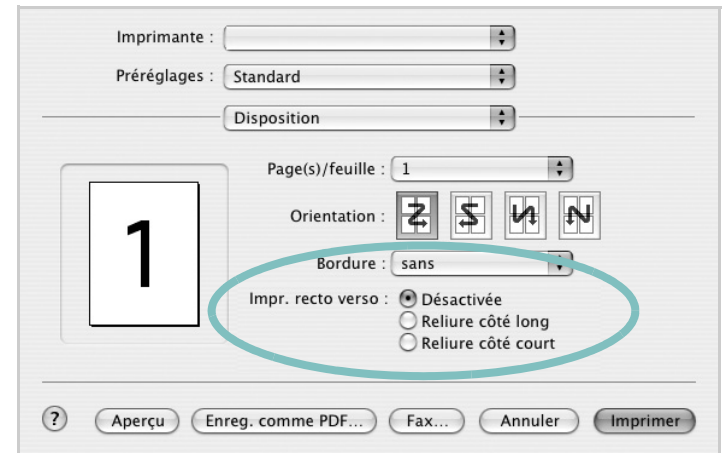 Imprimante :
Préréglages : Standard
Disposition
Page(s)/feuille : 1
1
Orientation :
Bordure : sans
Impr. recto verso : Désactivée
Reliure côté long
Reliure côté court
? Aperçu Enreg. comme PDF... Fax... Annuler Imprimer